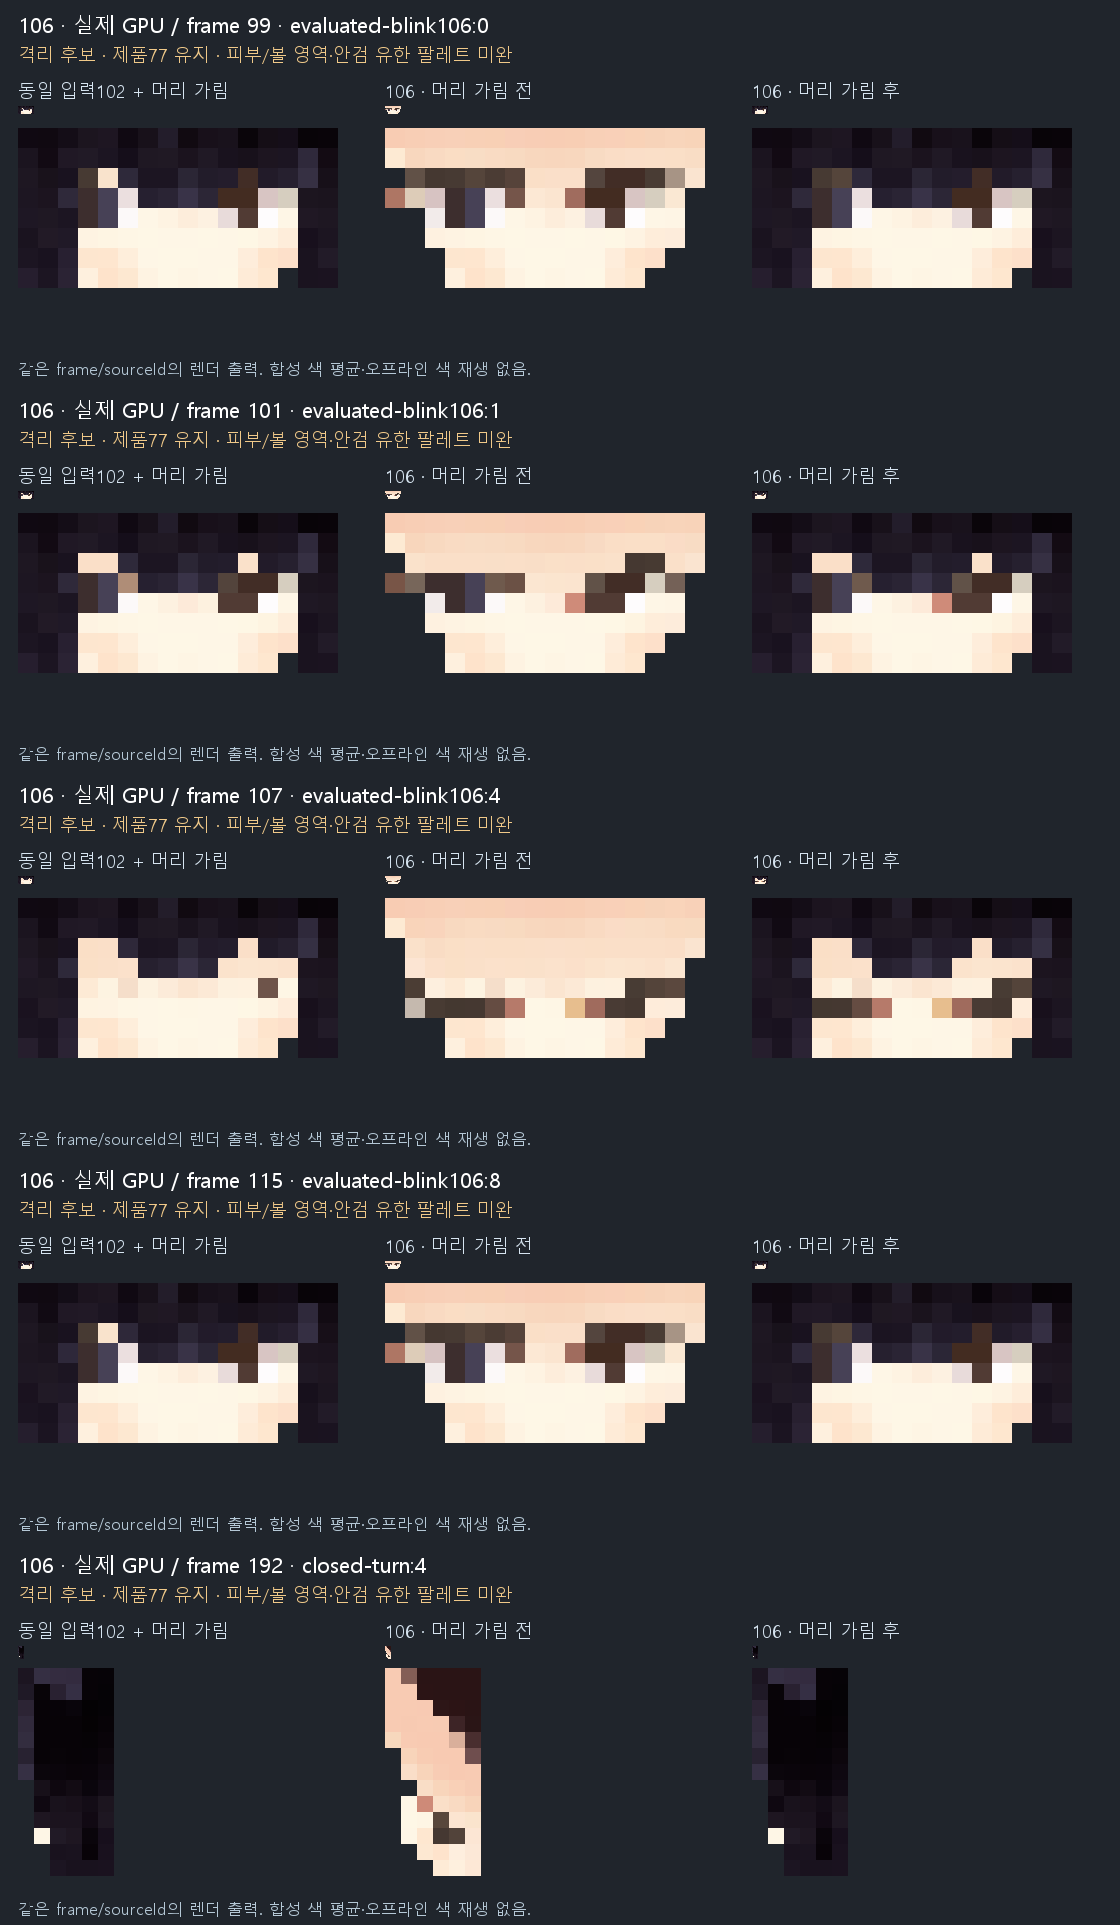 106 · 실제 GPU / frame 99 · evaluated-blink106:0
격리 후보 · 제품77 유지 · 피부/볼 영역·안검 유한 팔레트 미완
동일 입력102 + 머리 가림
106 · 머리 가림 전
106 · 머리 가림 후
같은 frame/sourceId의 렌더 출력. 합성 색 평균·오프라인 색 재생 없음.
106 · 실제 GPU / frame 101 · evaluated-blink106:1
격리 후보 · 제품77 유지 · 피부/볼 영역·안검 유한 팔레트 미완
동일 입력102 + 머리 가림
106 · 머리 가림 전
106 · 머리 가림 후
같은 frame/sourceId의 렌더 출력. 합성 색 평균·오프라인 색 재생 없음.
106 · 실제 GPU / frame 107 · evaluated-blink106:4
격리 후보 · 제품77 유지 · 피부/볼 영역·안검 유한 팔레트 미완
동일 입력102 + 머리 가림
106 · 머리 가림 전
106 · 머리 가림 후
같은 frame/sourceId의 렌더 출력. 합성 색 평균·오프라인 색 재생 없음.
106 · 실제 GPU / frame 115 · evaluated-blink106:8
격리 후보 · 제품77 유지 · 피부/볼 영역·안검 유한 팔레트 미완
동일 입력102 + 머리 가림
106 · 머리 가림 전
106 · 머리 가림 후
같은 frame/sourceId의 렌더 출력. 합성 색 평균·오프라인 색 재생 없음.
106 · 실제 GPU / frame 192 · closed-turn:4
격리 후보 · 제품77 유지 · 피부/볼 영역·안검 유한 팔레트 미완
동일 입력102 + 머리 가림
106 · 머리 가림 전
106 · 머리 가림 후
같은 frame/sourceId의 렌더 출력. 합성 색 평균·오프라인 색 재생 없음.